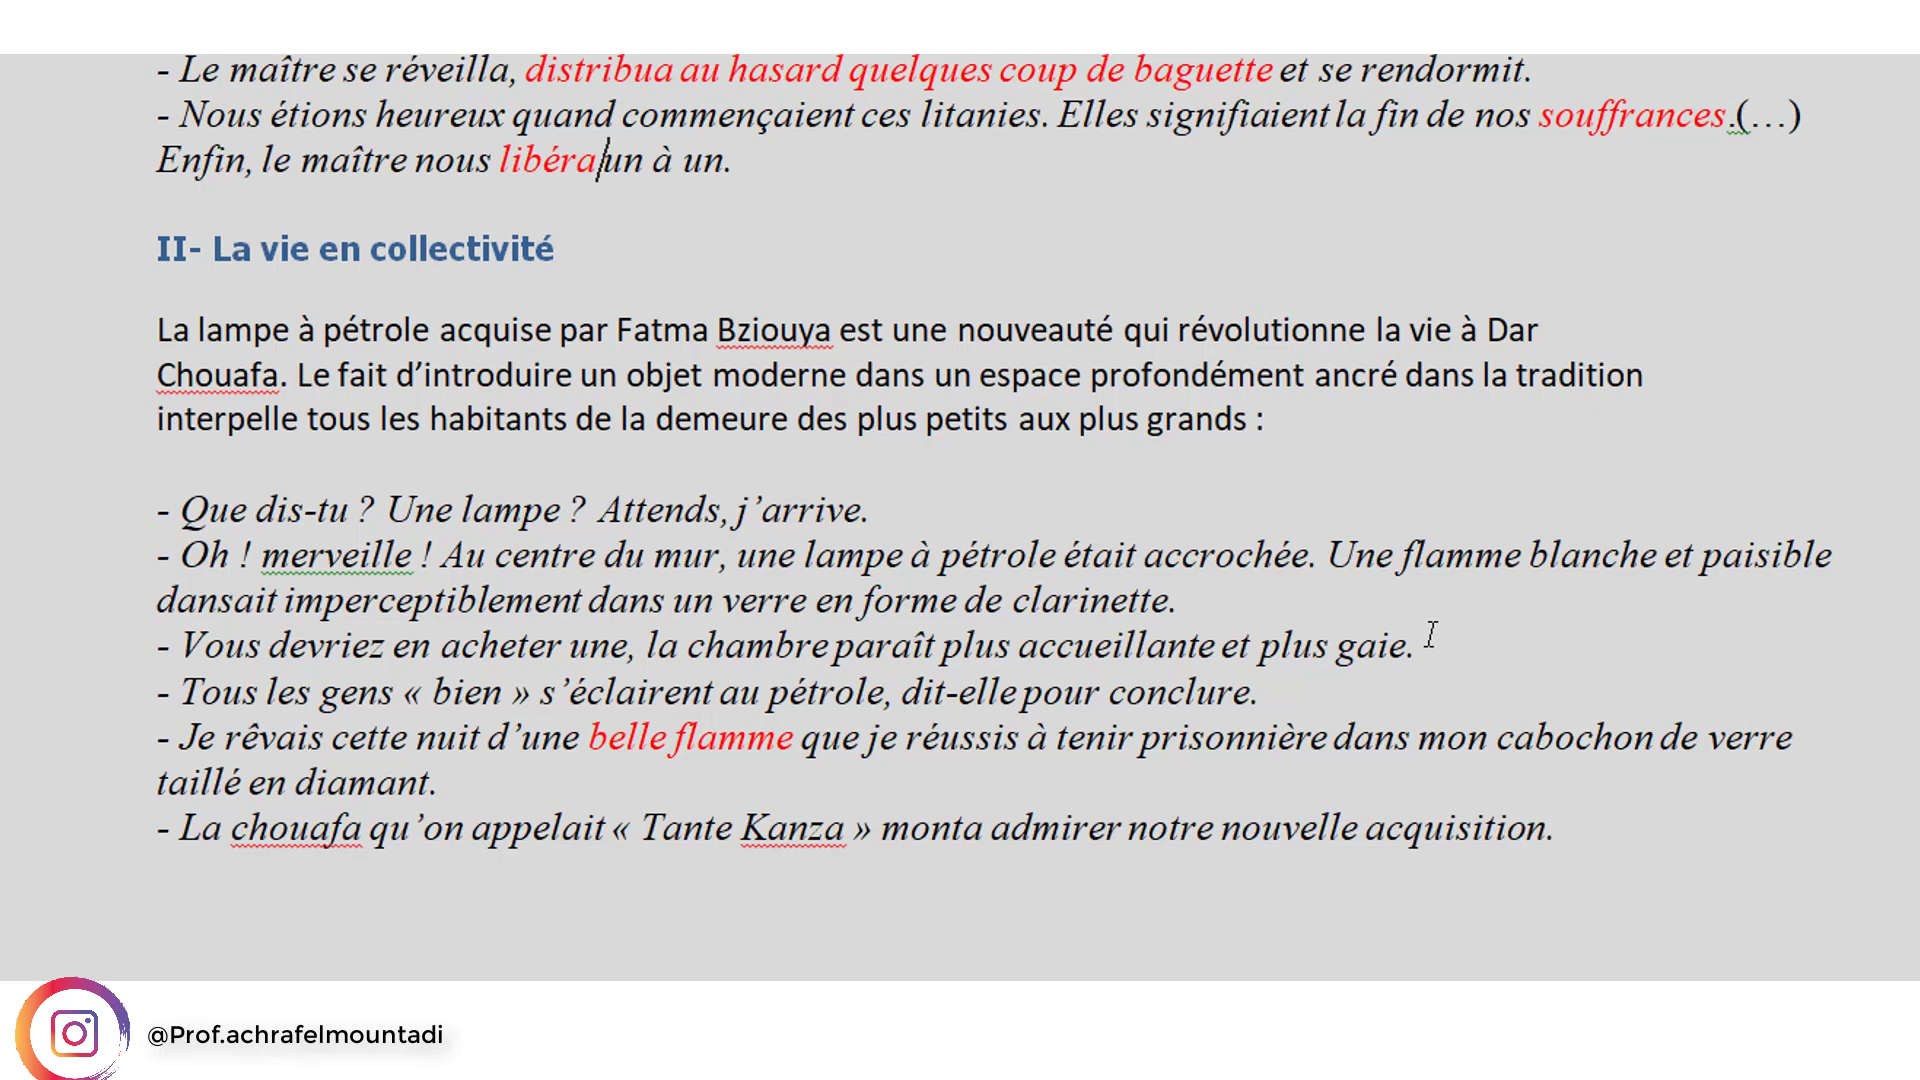 - Le maître se réveilla, distribua au hasard quelques coup de baguette et se rendormit.
- Nous étions heureux quand commençaient ces litanies. Elles signifiaient la fin de nos souffrances.(…)
Enfin, le maître nous libéra un à un.
II- La vie en collectivité
La lampe à pétrole acquise par Fatma Bziouya est une nouveauté qui révolutionne la vie à Dar
Chouafa. Le fait d’introduire un objet moderne dans un espace profondément ancré dans la tradition
interpelle tous les habitants de la demeure des plus petits aux plus grands :
- Que dis-tu ? Une lampe ? Attends, j’arrive.
- Oh ! merveille ! Au centre du mur, une lampe à pétrole était accrochée. Une flamme blanche et paisible
dansait imperceptiblement dans un verre en forme de clarinette.
- Vous devriez en acheter une, la chambre paraît plus accueillante et plus gaie.
- Tous les gens « bien » s’éclairent au pétrole, dit-elle pour conclure.
- Je rêvais cette nuit d’une belle flamme que je réussis à tenir prisonnière dans mon cabochon de verre
taillé en diamant.
- La chouafa qu’on appelait « Tante Kanza » monta admirer notre nouvelle acquisition.
@Prof.achrafelmountadi